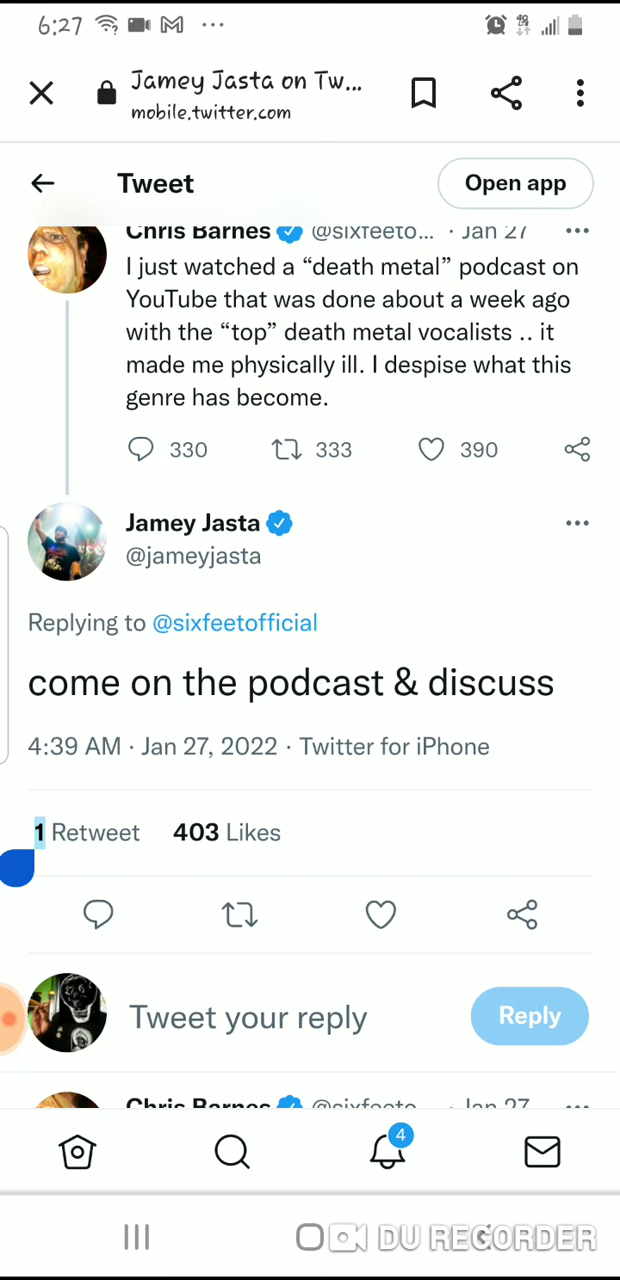 6:27
Jamey Jasta on Tw...
mobile.twitter.com
Tweet
Open app
Chris Barnes @sixfeeto... · Jan 27
I just watched a “death metal” podcast on
YouTube that was done about a week ago
with the “top” death metal vocalists .. it
made me physically ill. I despise what this
genre has become.
330 333 390
Jamey Jasta
@jameyjasta
Replying to @sixfeetofficial
come on the podcast & discuss
4:39 AM · Jan 27, 2022 · Twitter for iPhone
1 Retweet 403 Likes
Tweet your reply
Reply
Chris Barnes @sixfeeto... · Jan 27
4
DU RECORDER